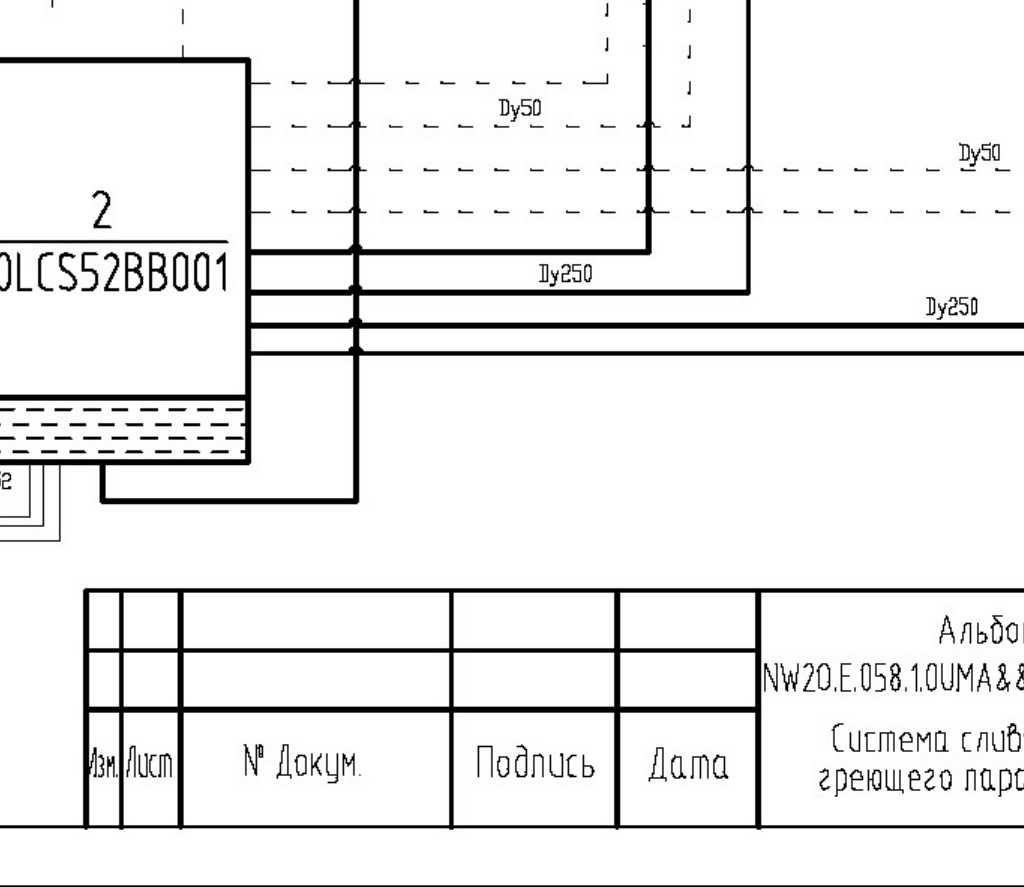 Dy50
Dy50
2
0LCS52BB001
Dy250
Dy250
Альбо
NW20.E.058.1.0UMA&&
Система слив
греющего пара
Изм. Лист № Докум. Подпись Дата